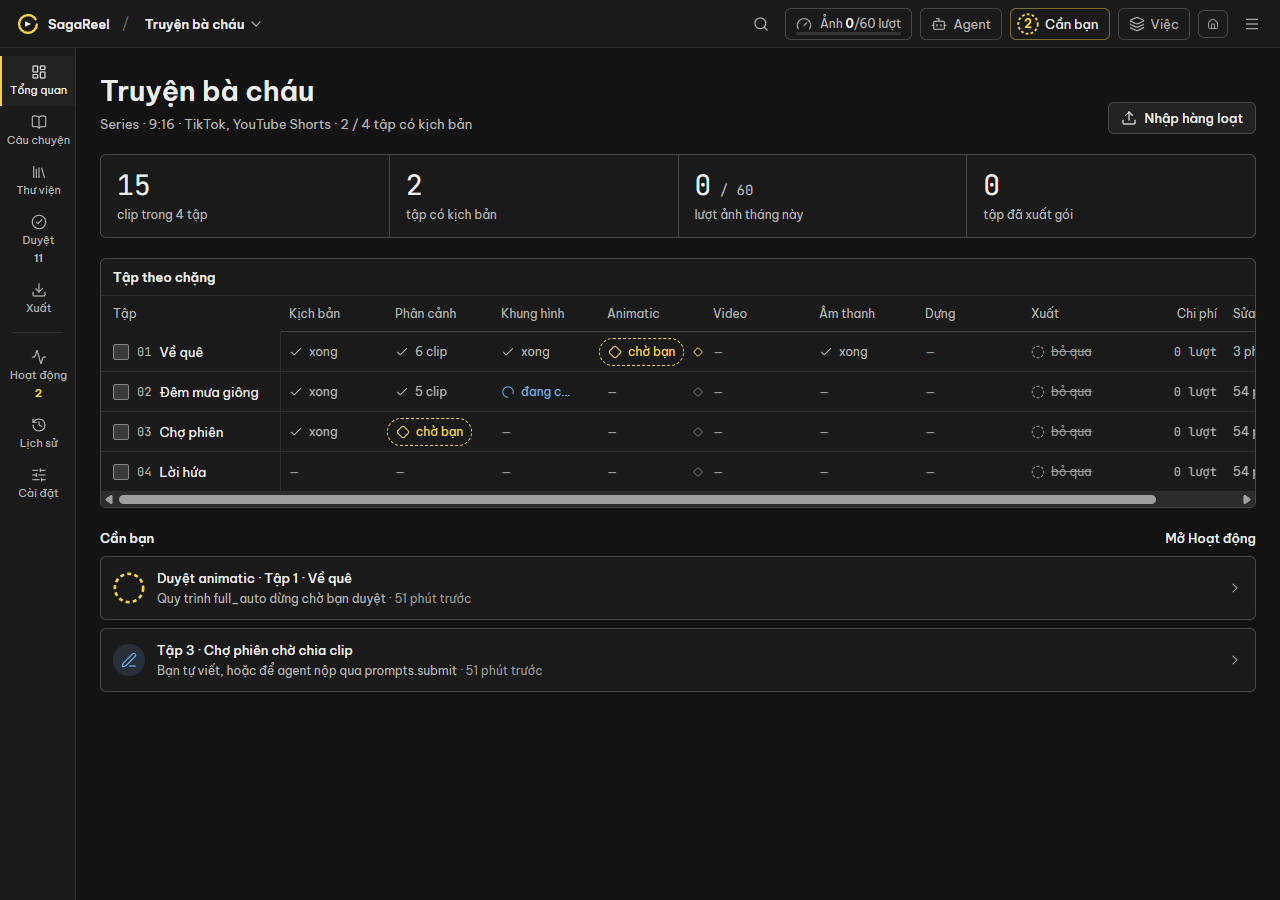 SagaReel / Truyện bà cháu
Ảnh 0/60 lượt
Agent
2 Cần bạn
Việc
Tổng quan
Câu chuyện
Thư viện
Duyệt
11
Xuất
Hoạt động
2
Lịch sử
Cài đặt
Truyện bà cháu
Series · 9:16 · TikTok, YouTube Shorts · 2 / 4 tập có kịch bản
Nhập hàng loạt
15
clip trong 4 tập
2
tập có kịch bản
0 / 60
lượt ảnh tháng này
0
tập đã xuất gói
Tập theo chặng
Tập Kịch bản Phân cảnh Khung hình Animatic Video Âm thanh Dựng Xuất Chi phí Sửa
01 Về quê xong 6 clip xong chờ bạn – xong – bỏ qua 0 lượt 3 ph
02 Đêm mưa giông xong 5 clip đang c... – – – – bỏ qua 0 lượt 54 p
03 Chợ phiên xong chờ bạn – – – – – bỏ qua 0 lượt 54 p
04 Lời hứa – – – – – – – bỏ qua 0 lượt 54 p
Cần bạn
Mở Hoạt động
Duyệt animatic · Tập 1 · Về quê
Quy trình full_auto dừng chờ bạn duyệt · 51 phút trước
Tập 3 · Chợ phiên chờ chia clip
Bạn tự viết, hoặc để agent nộp qua prompts.submit · 51 phút trước